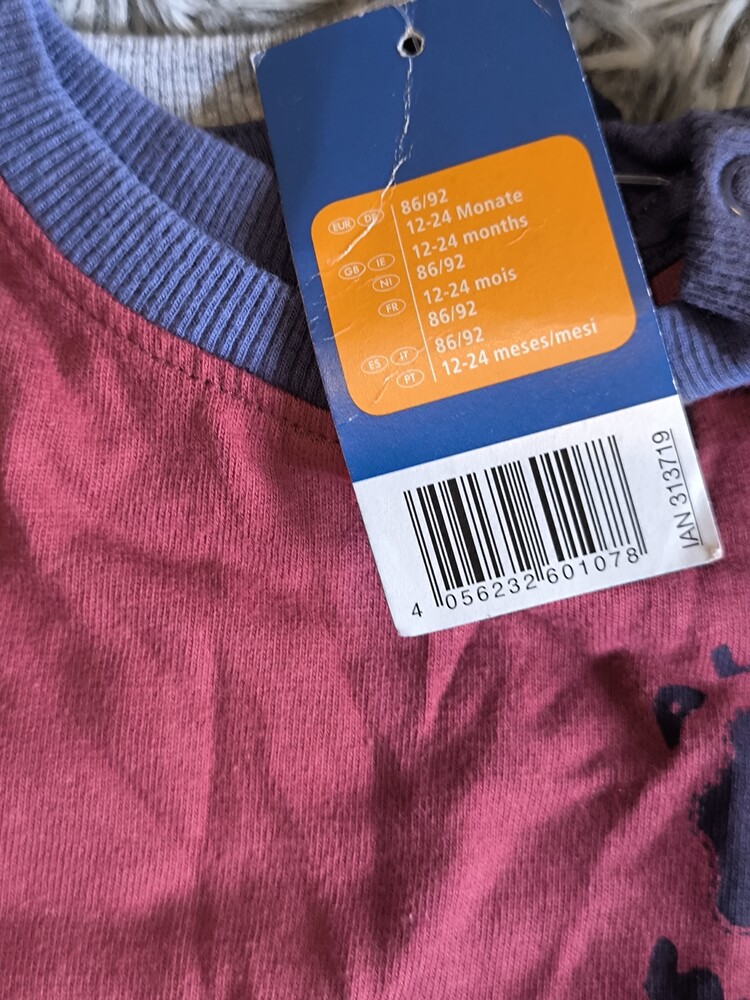 EUR DE 86/92
12-24 Monate
GB IE 12-24 months
NI 86/92
FR 12-24 mois
86/92
ES IT 86/92
PT 12-24 meses/mesi
IAN 313719
4 056232 601078